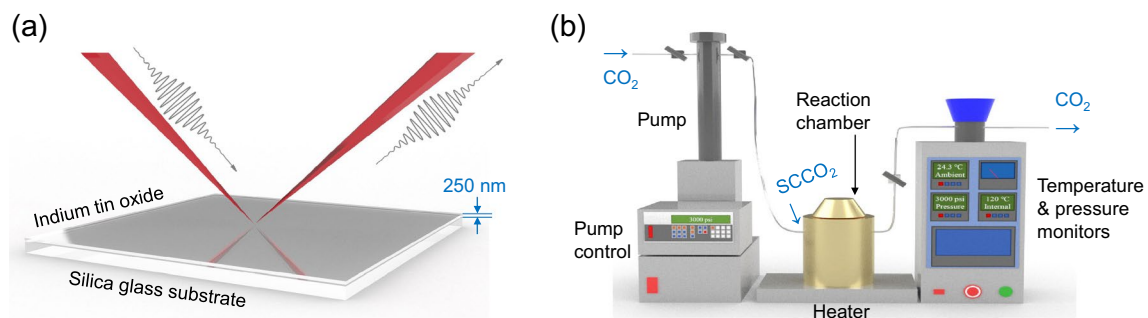 (a)
250 nm
Indium tin oxide
Silica glass substrate
(b)
CO2
Pump
Reaction
chamber
SCCO2
CO2
Pump
control
3000 psi
Heater
24.3 °C
Ambient
3000 psi
Pressure
120 °C
Internal
Temperature
& pressure
monitors